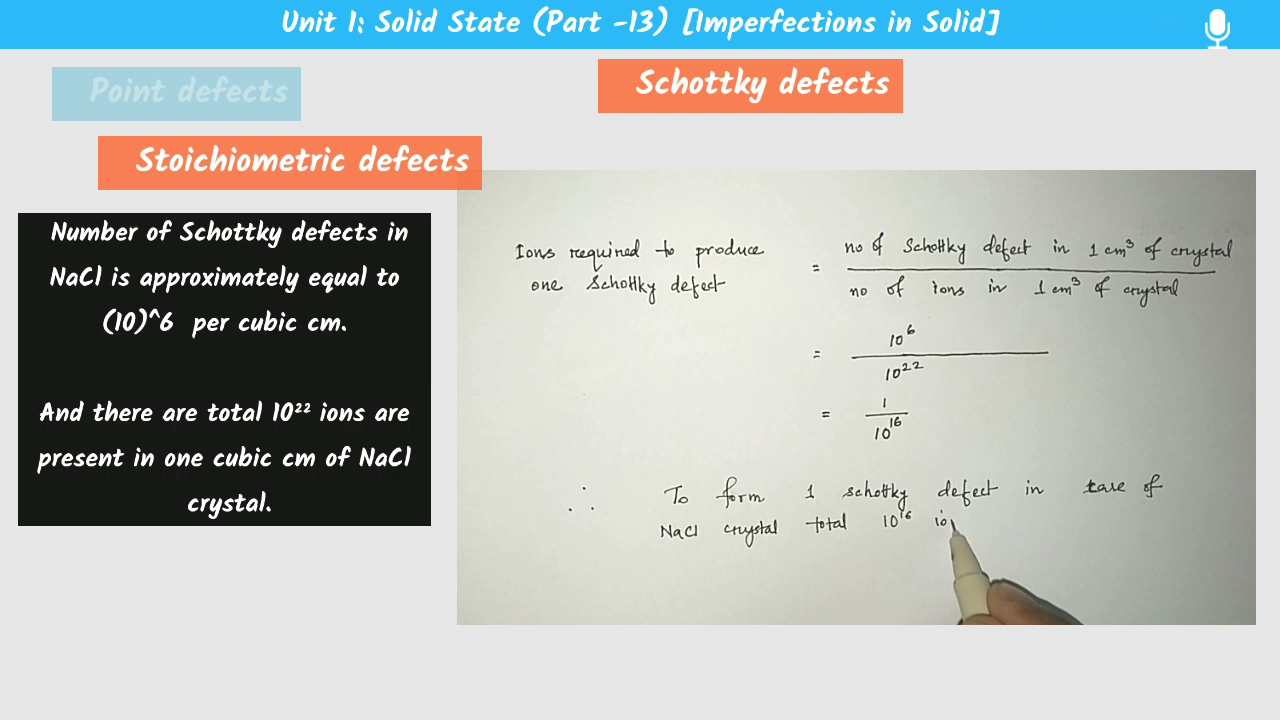 Unit 1: Solid State (Part -13) [Imperfections in Solid]
Point defects
Schottky defects
Stoichiometric defects
Number of Schottky defects in
NaCl is approximately equal to
(10)^6 per cubic cm.
And there are total 10²² ions are
present in one cubic cm of NaCl
crystal.
Ions required to produce
one Schottky defect
= no of Schottky defect in 1 cm³ of crystal
no of ions in 1 cm³ of crystal
= 10⁶
10²²
= 1
10¹⁶
∴ To form 1 schottky defect in case of
NaCl crystal total 10¹⁶ io